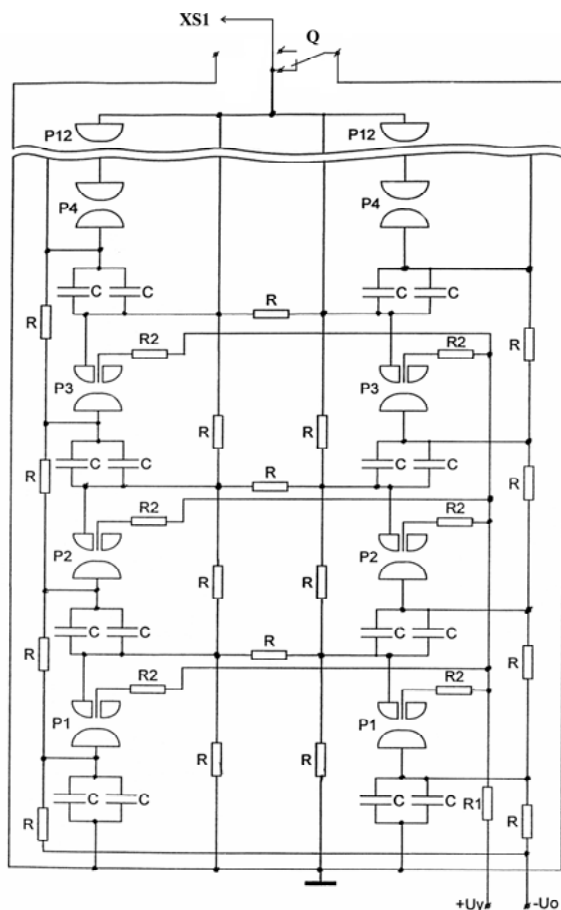 XS1
Q
P12 P12
P4 P4
C C C C
R
R R2 R2 R
P3 P3
R R
C C C C
R
R R2 R2 R
P2 P2
R R
C C C C
R
R R2 R2 R
P1 P1
R R
C C C C R1
R R
+Uy -Uo